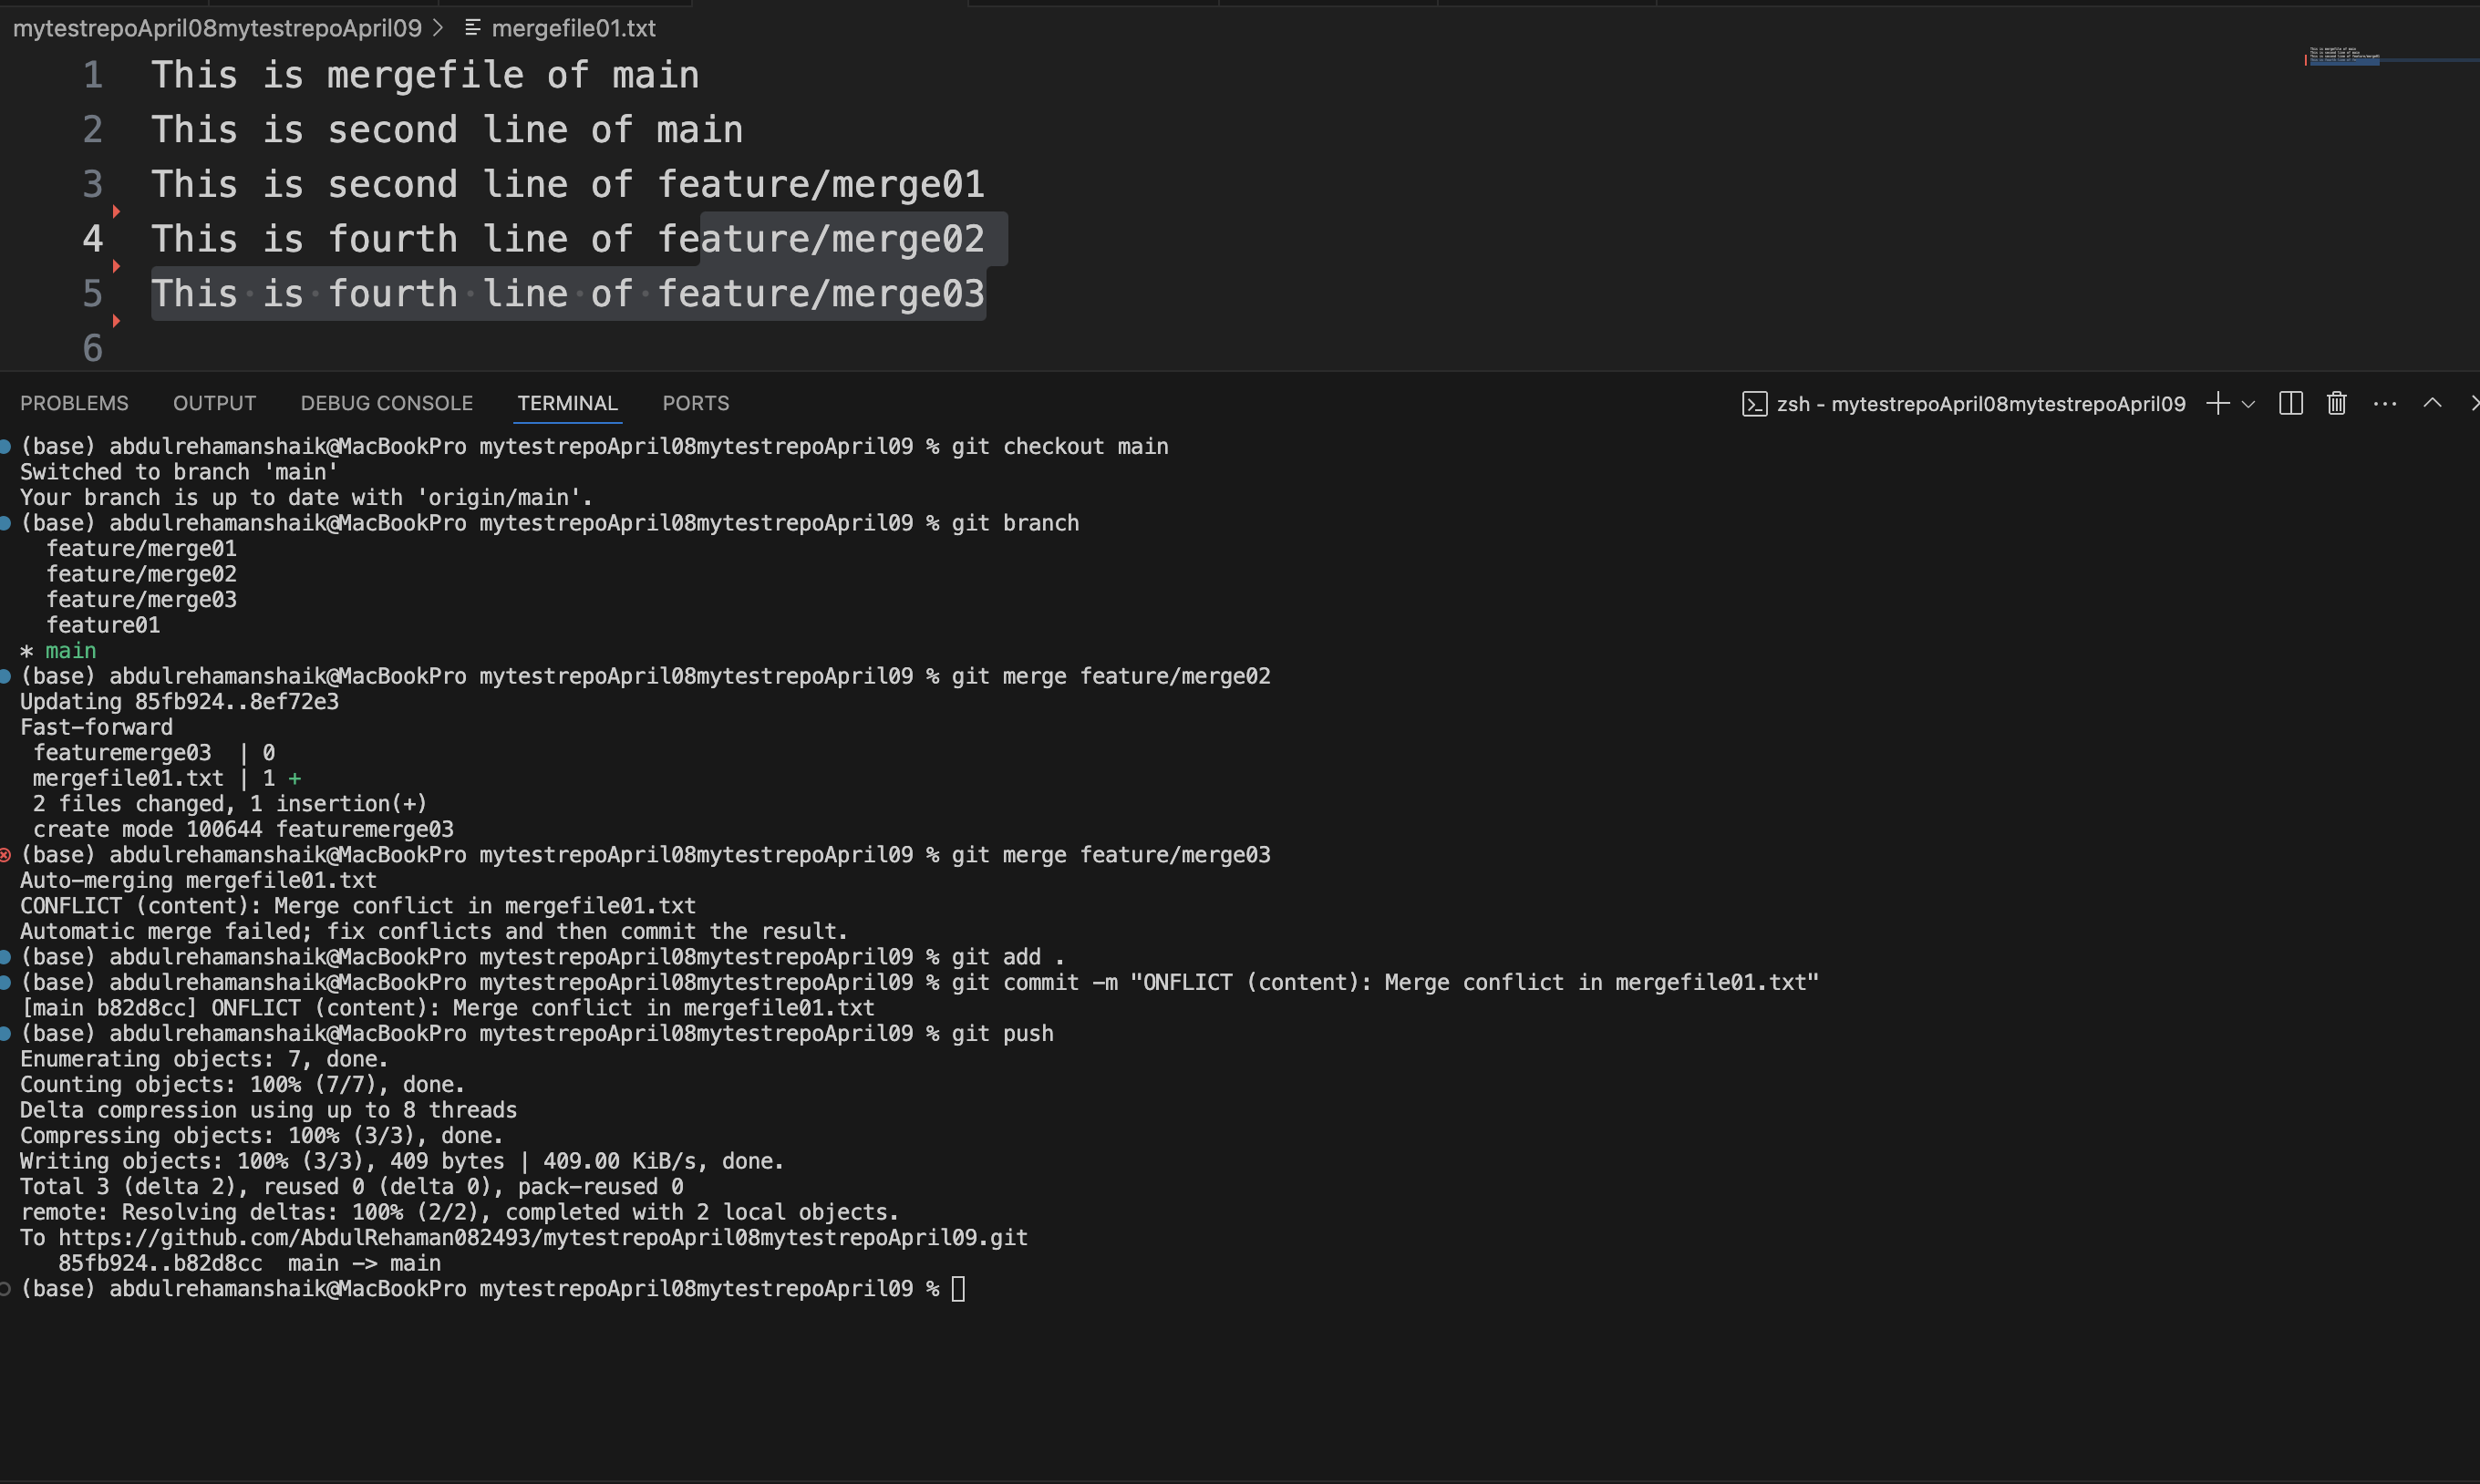 mytestrepoApril08mytestrepoApril09 > mergefile01.txt
1 This is mergefile of main
2 This is second line of main
3 This is second line of feature/merge01
4 This is fourth line of feature/merge02
5 This is fourth line of feature/merge03
6
PROBLEMS OUTPUT DEBUG CONSOLE TERMINAL PORTS zsh - mytestrepoApril08mytestrepoApril09
(base) abdulrehamanshaik@MacBookPro mytestrepoApril08mytestrepoApril09 % git checkout main
Switched to branch 'main'
Your branch is up to date with 'origin/main'.
(base) abdulrehamanshaik@MacBookPro mytestrepoApril08mytestrepoApril09 % git branch
feature/merge01
feature/merge02
feature/merge03
feature01
* main
(base) abdulrehamanshaik@MacBookPro mytestrepoApril08mytestrepoApril09 % git merge feature/merge02
Updating 85fb924..8ef72e3
Fast-forward
featuremerge03 | 0
mergefile01.txt | 1 +
2 files changed, 1 insertion(+)
create mode 100644 featuremerge03
(base) abdulrehamanshaik@MacBookPro mytestrepoApril08mytestrepoApril09 % git merge feature/merge03
Auto-merging mergefile01.txt
CONFLICT (content): Merge conflict in mergefile01.txt
Automatic merge failed; fix conflicts and then commit the result.
(base) abdulrehamanshaik@MacBookPro mytestrepoApril08mytestrepoApril09 % git add .
(base) abdulrehamanshaik@MacBookPro mytestrepoApril08mytestrepoApril09 % git commit -m "ONFLICT (content): Merge conflict in mergefile01.txt"
[main b82d8cc] ONFLICT (content): Merge conflict in mergefile01.txt
(base) abdulrehamanshaik@MacBookPro mytestrepoApril08mytestrepoApril09 % git push
Enumerating objects: 7, done.
Counting objects: 100% (7/7), done.
Delta compression using up to 8 threads
Compressing objects: 100% (3/3), done.
Writing objects: 100% (3/3), 409 bytes | 409.00 KiB/s, done.
Total 3 (delta 2), reused 0 (delta 0), pack-reused 0
remote: Resolving deltas: 100% (2/2), completed with 2 local objects.
To https://github.com/AbdulRehaman082493/mytestrepoApril08mytestrepoApril09.git
85fb924..b82d8cc main -> main
(base) abdulrehamanshaik@MacBookPro mytestrepoApril08mytestrepoApril09 %